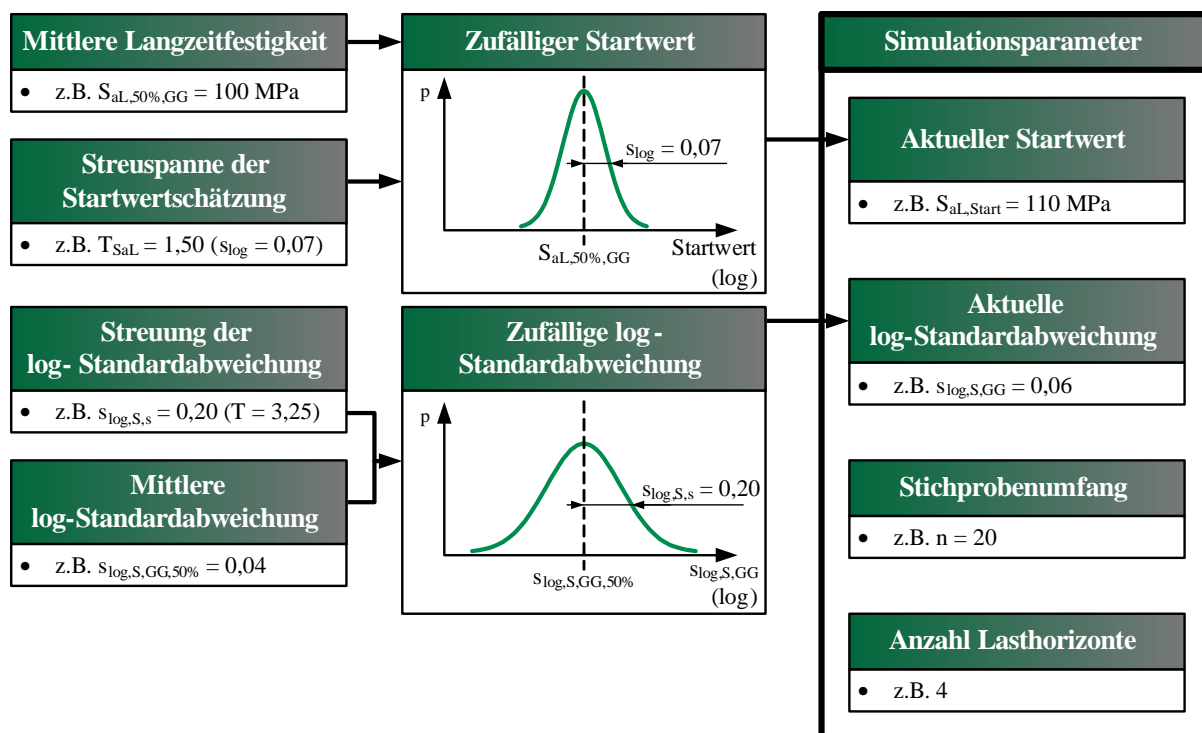 Mittlere Langzeitfestigkeit
• z.B. SaL,50%,GG = 100 MPa
Streuspanne der
Startwertschätzung
• z.B. TSaL = 1,50 (slog = 0,07)
Streuung der
log- Standardabweichung
• z.B. slog,S,s = 0,20 (T = 3,25)
Mittlere
log-Standardabweichung
• z.B. slog,S,GG,50% = 0,04
Zufälliger Startwert
p
slog = 0,07
SaL,50%,GG
Startwert
(log)
Zufällige log -
Standardabweichung
p
slog,S,s = 0,20
slog,S,GG,50%
slog,S,GG
(log)
Simulationsparameter
Aktueller Startwert
• z.B. SaL,Start = 110 MPa
Aktuelle
log-Standardabweichung
• z.B. slog,S,GG = 0,06
Stichprobenumfang
• z.B. n = 20
Anzahl Lasthorizonte
• z.B. 4